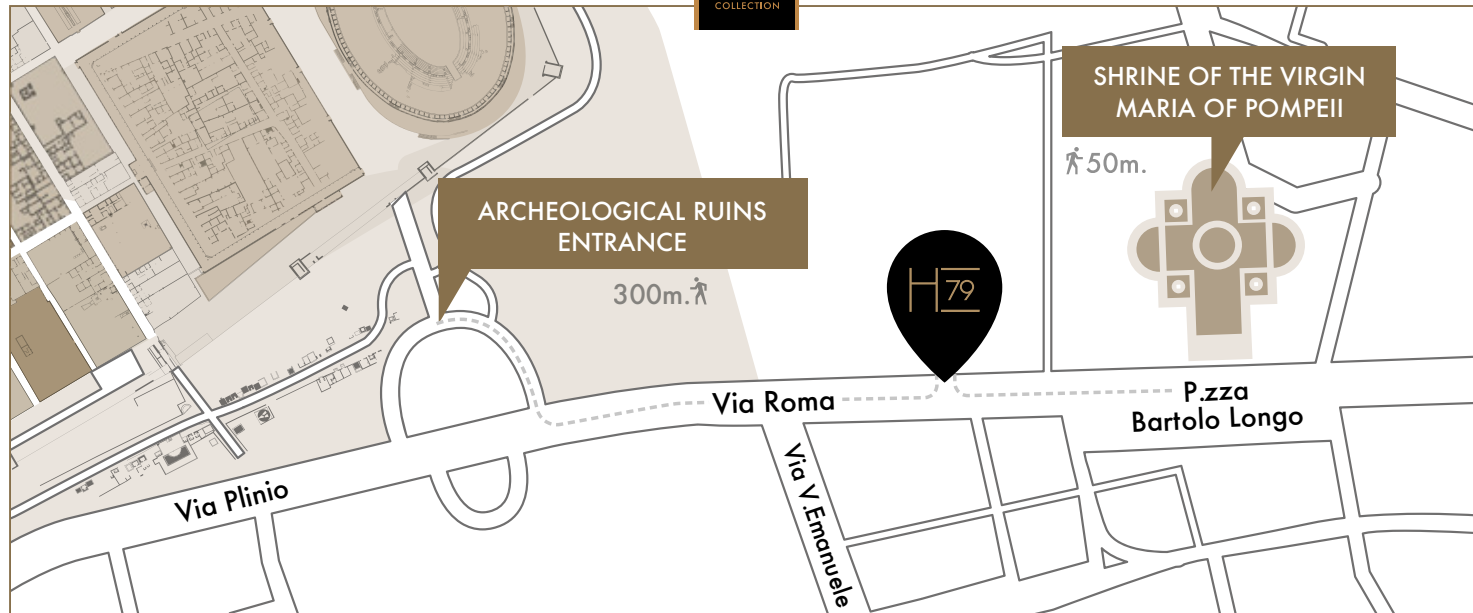 COLLECTION
SHRINE OF THE VIRGIN
MARIA OF POMPEII
50m.
ARCHEOLOGICAL RUINS
ENTRANCE
300m.
H79
Via Roma
P.zza
Bartolo Longo
Via V.Emanuele
Via Plinio